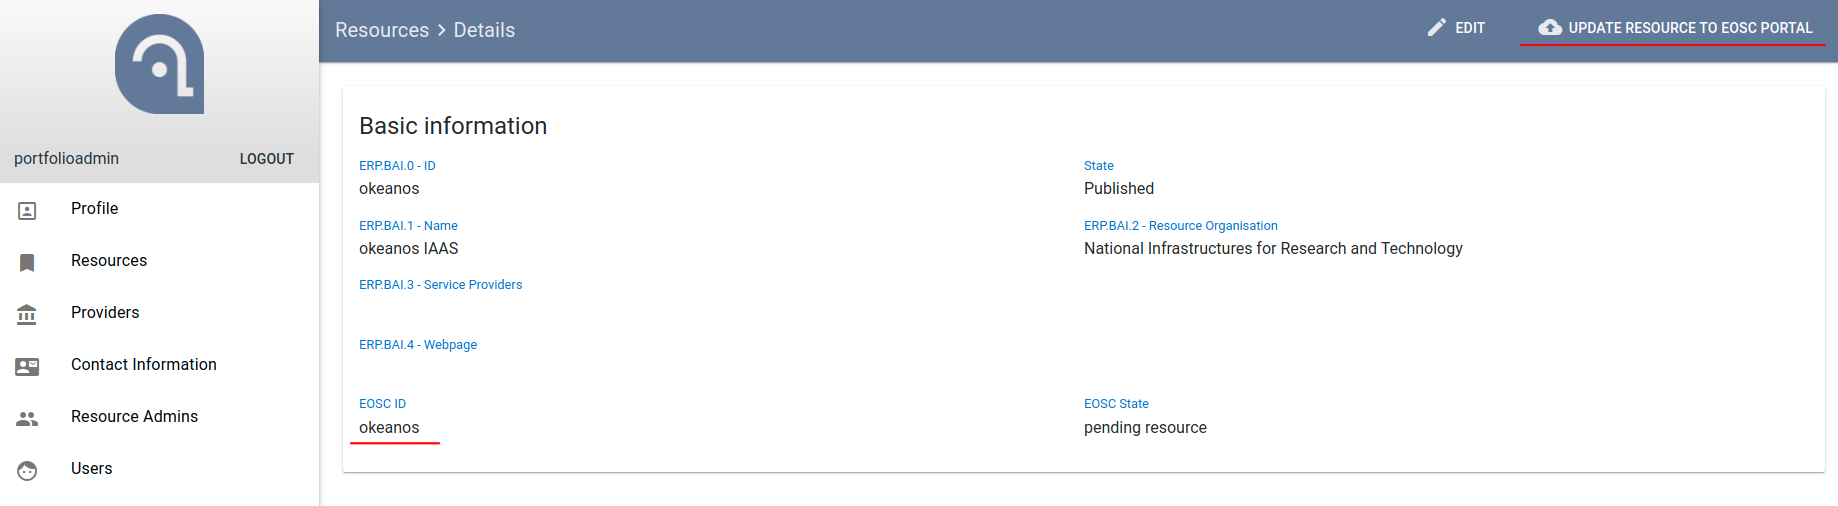 portfolioadmin LOGOUT
Profile
Resources
Providers
Contact Information
Resource Admins
Users
Resources > Details EDIT UPDATE RESOURCE TO EOSC PORTAL
Basic information
ERP.BAI.0 - ID State
okeanos Published
ERP.BAI.1 - Name ERP.BAI.2 - Resource Organisation
okeanos IAAS National Infrastructures for Research and Technology
ERP.BAI.3 - Service Providers
ERP.BAI.4 - Webpage
EOSC ID EOSC State
okeanos pending resource